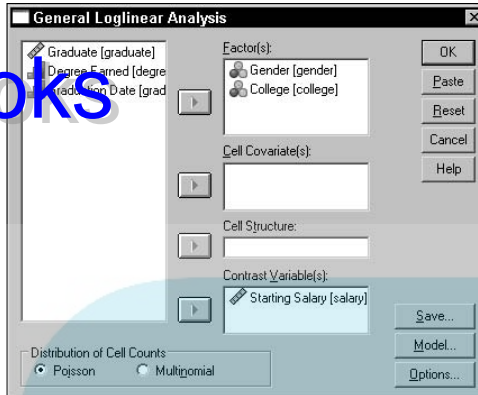 General Loglinear Analysis
Graduate [graduate]
Degree Earned [degre
Graduation Date [grad
oks
Factor(s):
Gender [gender]
College [college]
Cell Covariate(s):
Cell Structure:
Contrast Variable(s):
Starting Salary [salary]
OK
Paste
Reset
Cancel
Help
Save...
Model...
Options...
Distribution of Cell Counts
Poisson
Multinomial